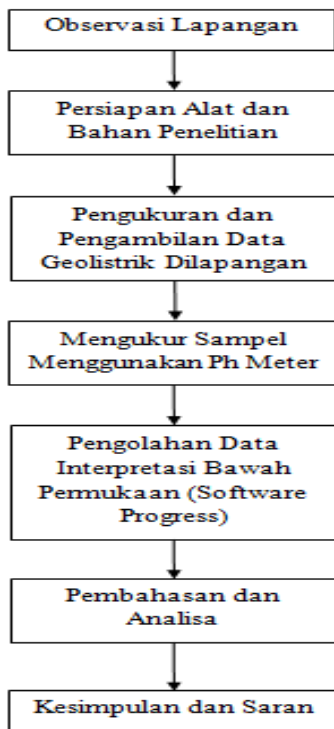 Observasi Lapangan
Persiapan Alat dan
Bahan Penelitian
Pengukuran dan
Pengambilan Data
Geolistrik Dilapangan
Mengukur Sampel
Menggunakan Ph Meter
Pengolahan Data
Interpretasi Bawah
Permukaan (Software
Progress)
Pembahasan dan
Analisa
Kesimpulan dan Saran